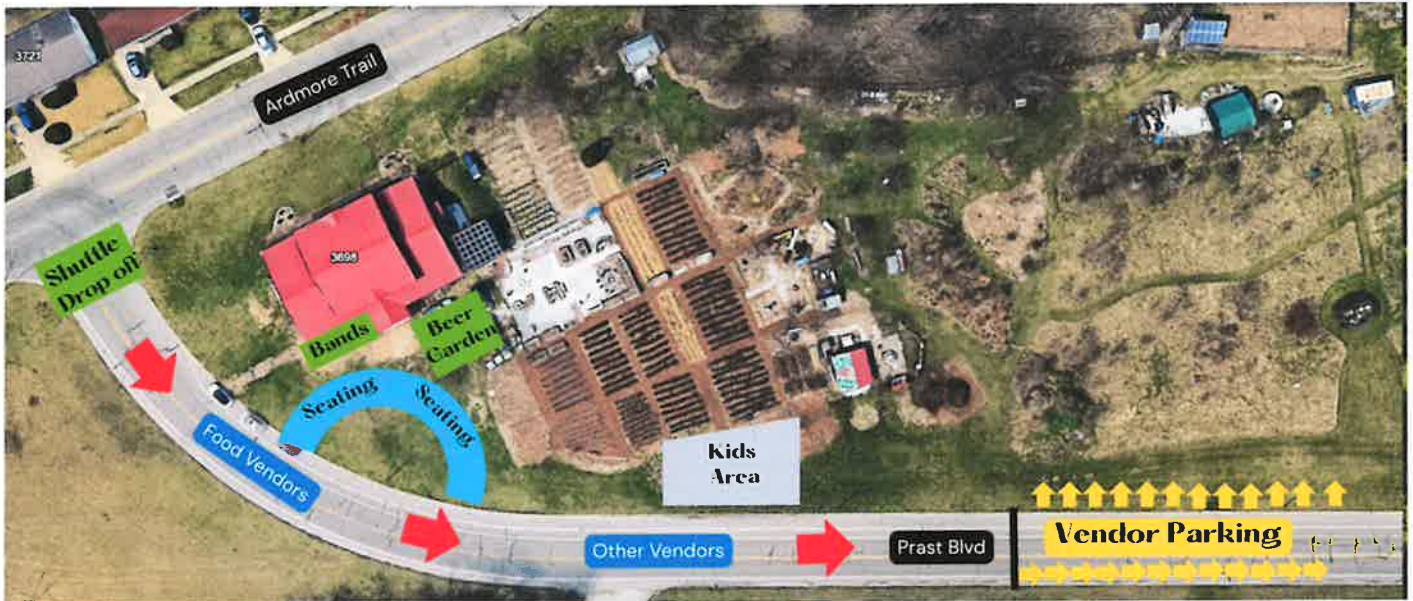 3721
Ardmore Trail
Shuttle
Drop off
3698
Bands
Beer
Garden
Seating
Seating
Food Vendors
Kids
Area
Other Vendors
Prast Blvd
Vendor Parking